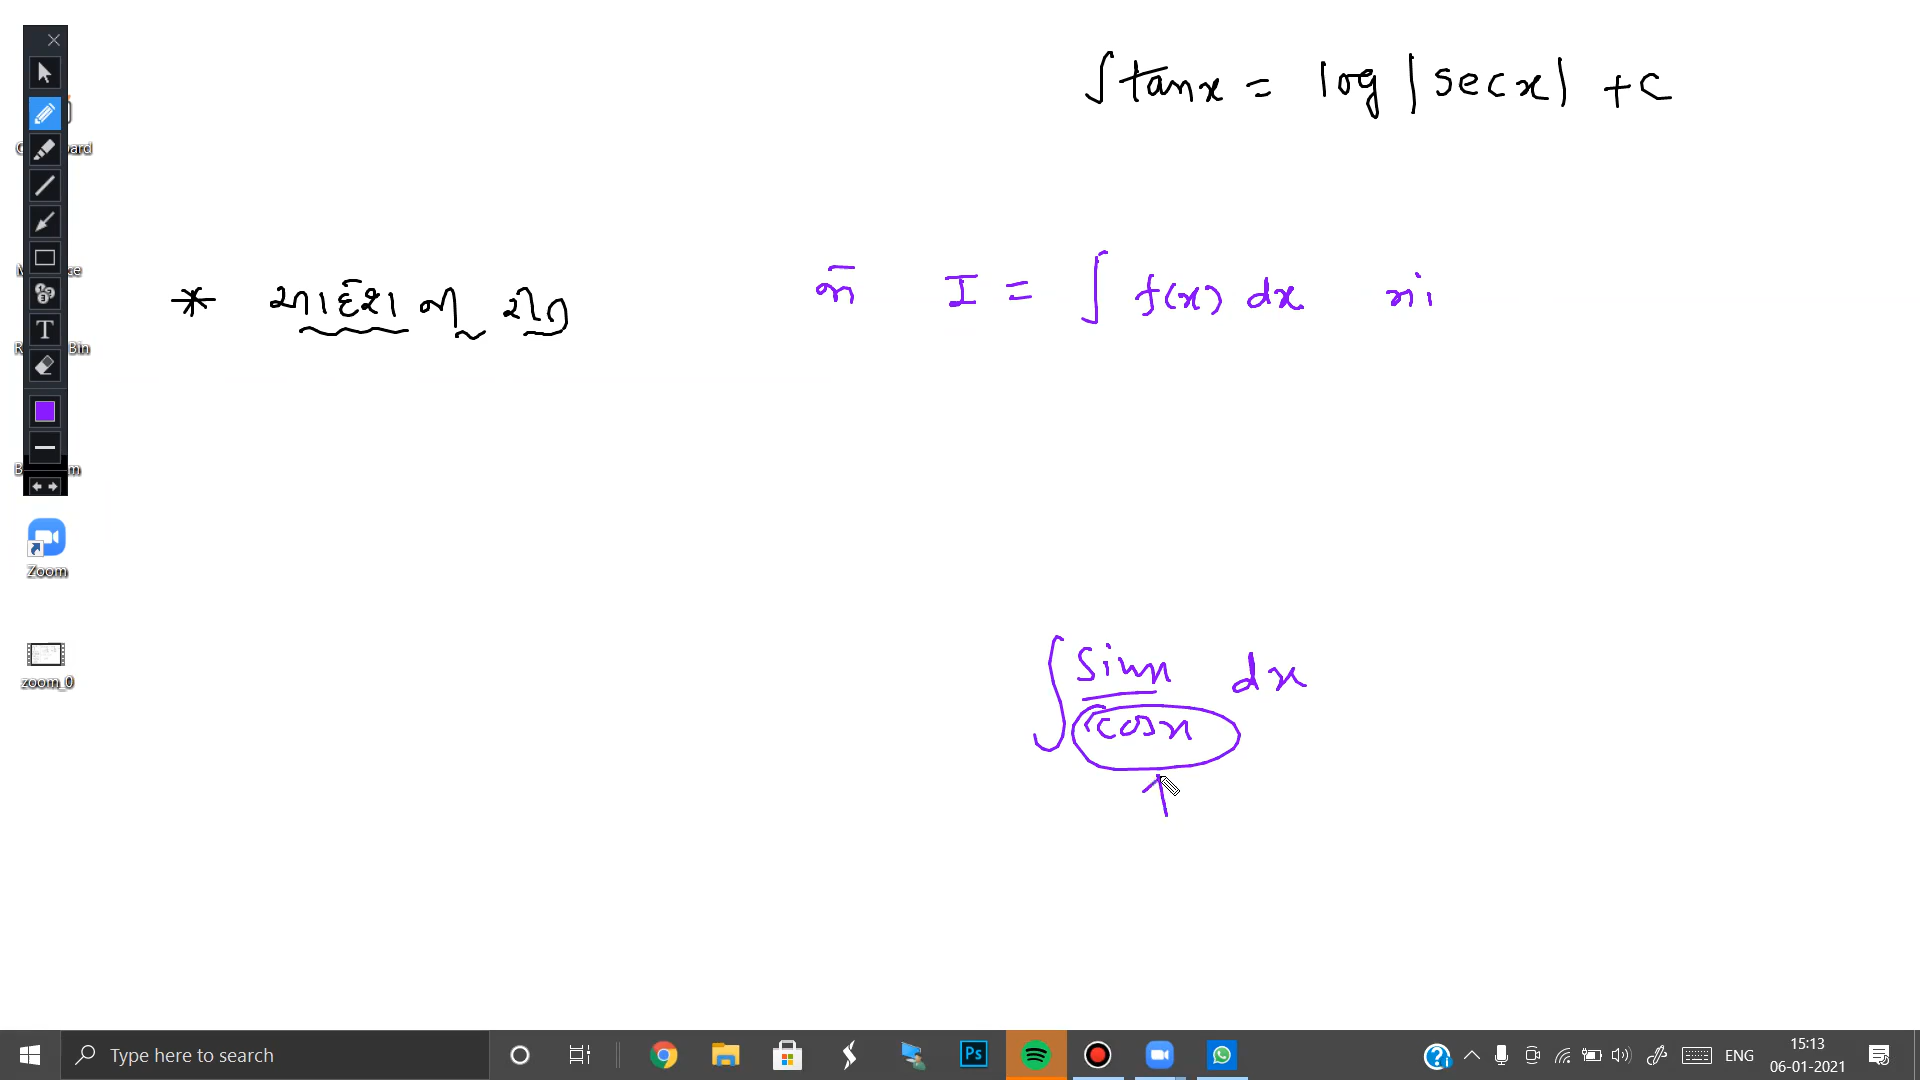 ∫tanx = log |secx| + c
* આદેશ ની રીત જો I = ∫ f(x) dx માં
∫ sinx dx
cosx
Zoom
zoom_0
Type here to search
ENG
15:13
06-01-2021